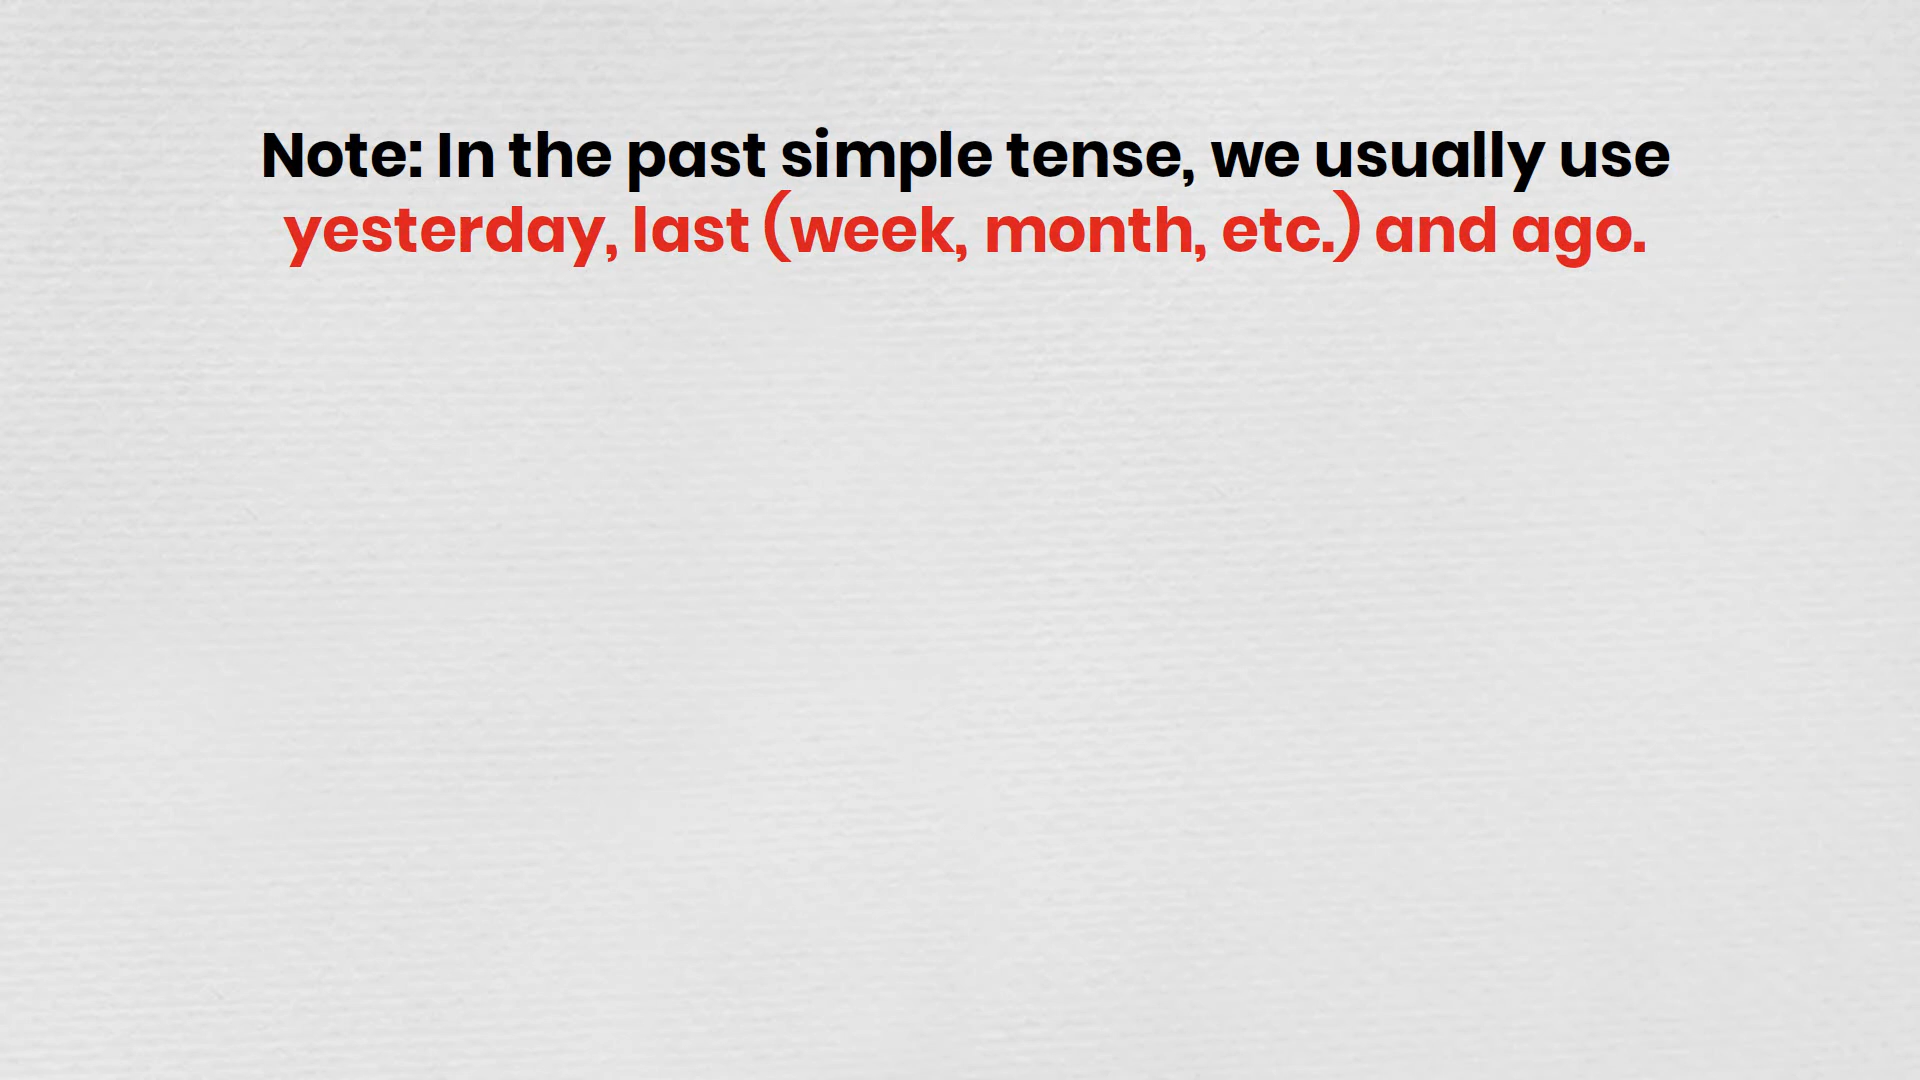 Note: In the past simple tense, we usually use
yesterday, last (week, month, etc.) and ago.